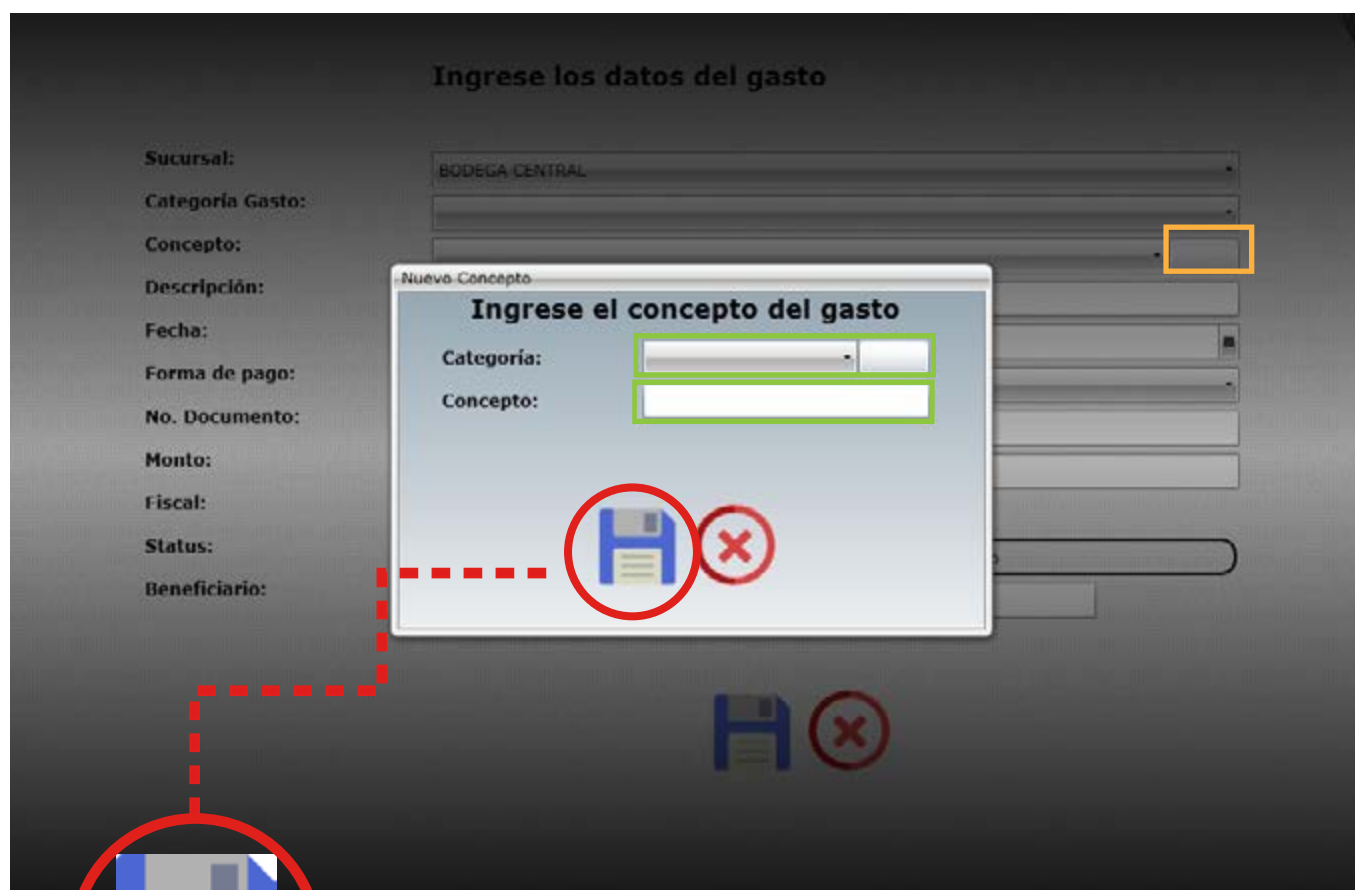 Ingrese los datos del gasto
Sucursal:
BODEGA CENTRAL
Categoría Gasto:
Concepto:
Descripción:
Fecha:
Forma de pago:
No. Documento:
Monto:
Fiscal:
Status:
Beneficiario:
Nuevo Concepto
Ingrese el concepto del gasto
Categoría:
Concepto: